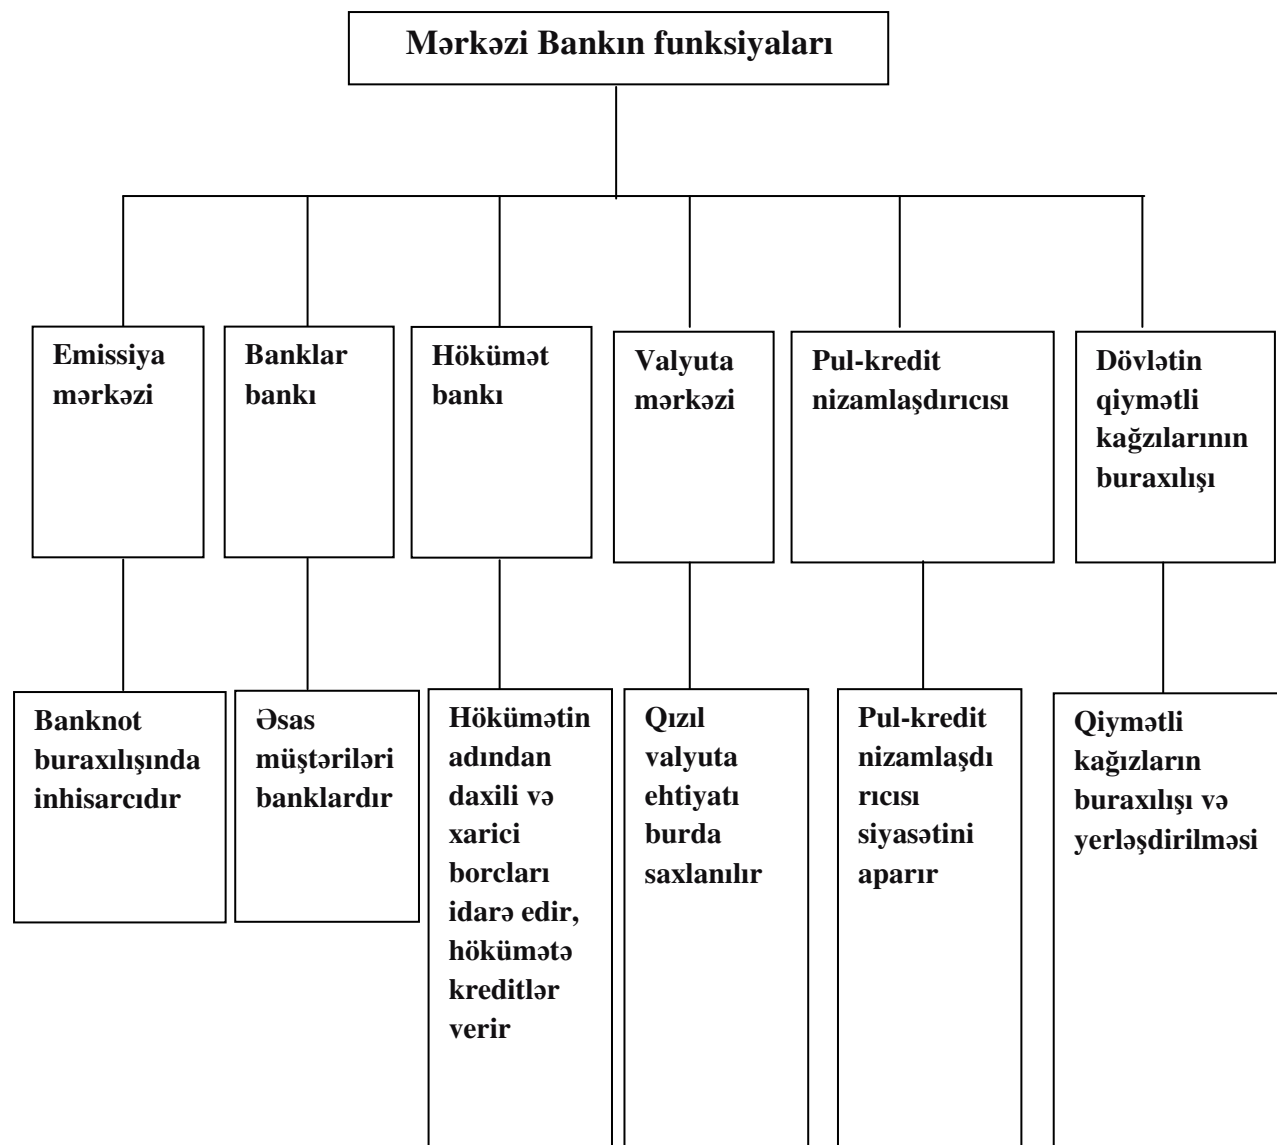 Mərkəzi Bankın funksiyaları
Emissiya
mərkəzi
Banklar
bankı
Hökümət
bankı
Valyuta
mərkəzi
Pul-kredit
nizamlaşdırıcısı
Dövlətin
qiymətli
kağzılarının
buraxılışı
Banknot
buraxılışında
inhisarcıdır
Əsas
müştəriləri
banklardır
Hökümətin
adından
daxili və
xarici
borcları
idarə edir,
hökümətə
kreditlər
verir
Qızıl
valyuta
ehtiyatı
burda
saxlanılır
Pul-kredit
nizamlaşdı
rıcısı
siyasətini
aparır
Qiymətli
kağızların
buraxılışı və
yerləşdirilməsi